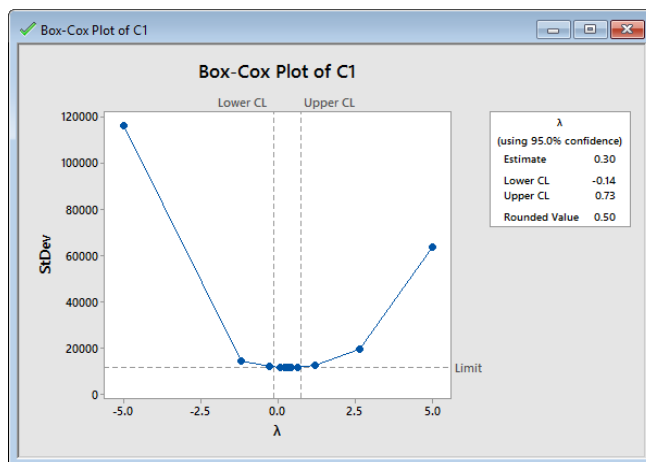 Box-Cox Plot of C1
Box-Cox Plot of C1
Lower CL Upper CL
120000
100000
80000
60000
40000
20000
0
StDev
-5.0 -2.5 0.0 2.5 5.0
λ
Limit
λ
(using 95.0% confidence)
Estimate 0.30
Lower CL -0.14
Upper CL 0.73
Rounded Value 0.50